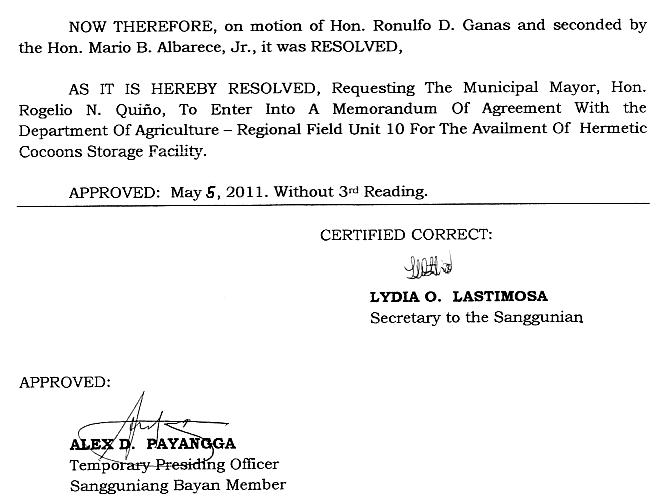 NOW THEREFORE, on motion of Hon. Ronulfo D. Ganas and seconded by
the Hon. Mario B. Albarece, Jr., it was RESOLVED,
AS IT IS HEREBY RESOLVED, Requesting The Municipal Mayor, Hon.
Rogelio N. Quiño, To Enter Into A Memorandum Of Agreement With the
Department Of Agriculture – Regional Field Unit 10 For The Availment Of Hermetic
Cocoons Storage Facility.
APPROVED: May 5, 2011. Without 3rd Reading.
CERTIFIED CORRECT:
LYDIA O. LASTIMOSA
Secretary to the Sanggunian
APPROVED:
ALEX D. PAYANGGA
Temporary Presiding Officer
Sangguniang Bayan Member